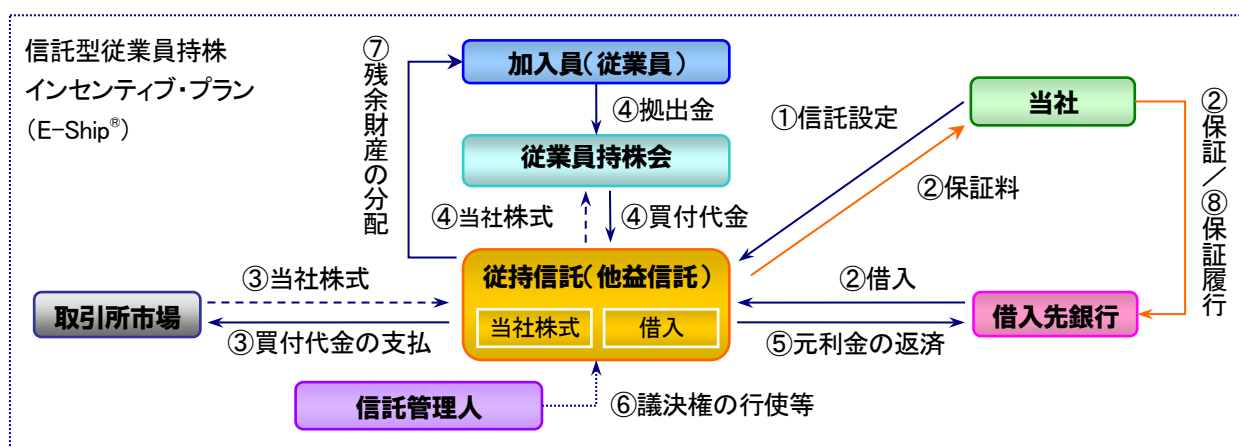 信託型従業員持株
インセンティブ・プラン
(E-Ship®)
⑦残余財産の分配
加入員(従業員)
④拠出金
従業員持株会
④当社株式
④買付代金
①信託設定
②保証料
当社
②保証/⑧保証履行
従持信託(他益信託)
当社株式
借入
③当社株式
取引所市場
③買付代金の支払
②借入
借入先銀行
⑤元利金の返済
信託管理人
⑥議決権の行使等